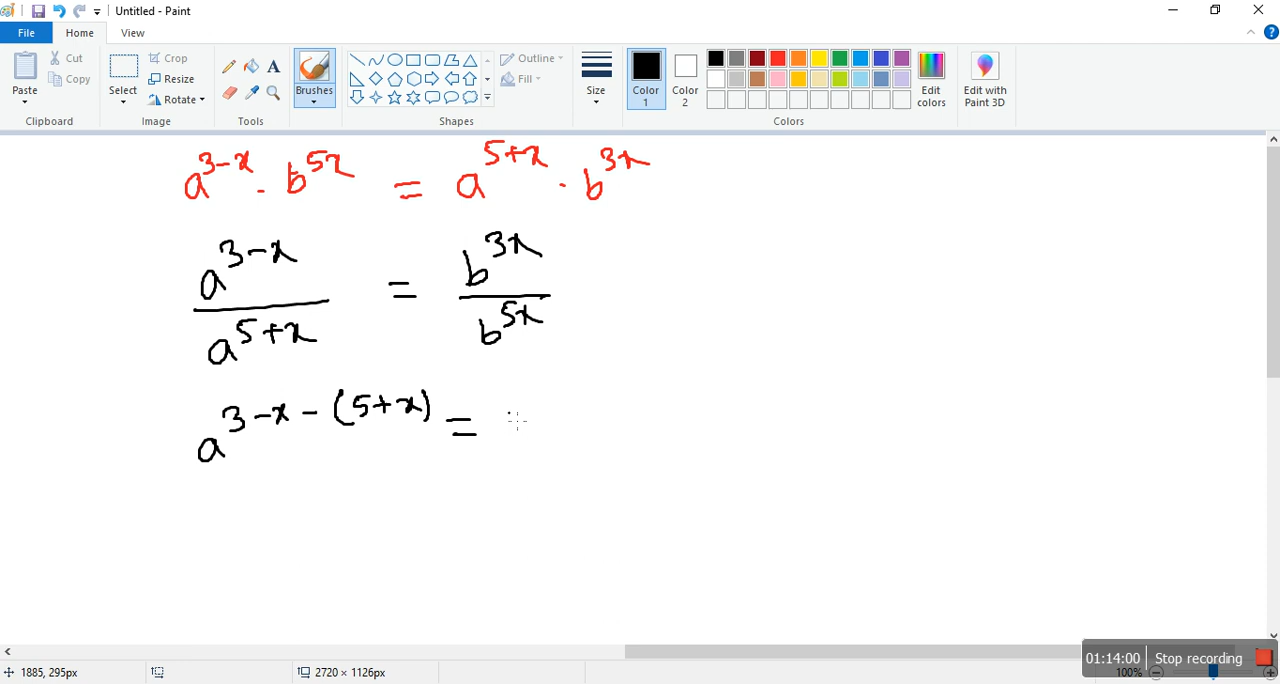 Untitled - Paint
File Home View
Paste Cut Copy Clipboard
Select Crop Resize Rotate Image
A Tools
Brushes
Outline Fill Shapes
Size
Color 1 Color 2 Edit colors Colors
Edit with Paint 3D
a^{3-x} · b^{5x} = a^{5+x} · b^{3x}
\frac{a^{3-x}}{a^{5+x}} = \frac{b^{3x}}{b^{5x}}
a^{3-x-(5+x)} =
01:14:00 Stop recording
1885, 295px 2720 × 1126px 100%